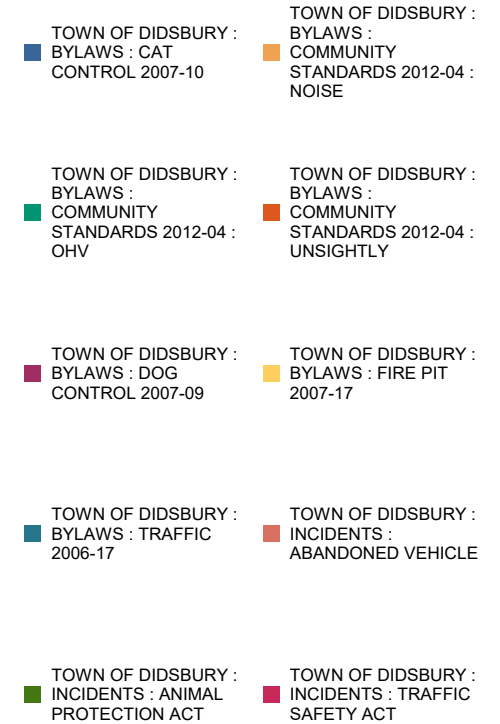 TOWN OF DIDSBURY :
BYLAWS : CAT
CONTROL 2007-10
TOWN OF DIDSBURY :
BYLAWS :
COMMUNITY
STANDARDS 2012-04 :
NOISE
TOWN OF DIDSBURY :
BYLAWS :
COMMUNITY
STANDARDS 2012-04 :
OHV
TOWN OF DIDSBURY :
BYLAWS :
COMMUNITY
STANDARDS 2012-04 :
UNSIGHTLY
TOWN OF DIDSBURY :
BYLAWS : DOG
CONTROL 2007-09
TOWN OF DIDSBURY :
BYLAWS : FIRE PIT
2007-17
TOWN OF DIDSBURY :
BYLAWS : TRAFFIC
2006-17
TOWN OF DIDSBURY :
INCIDENTS :
ABANDONED VEHICLE
TOWN OF DIDSBURY :
INCIDENTS : ANIMAL
PROTECTION ACT
TOWN OF DIDSBURY :
INCIDENTS : TRAFFIC
SAFETY ACT